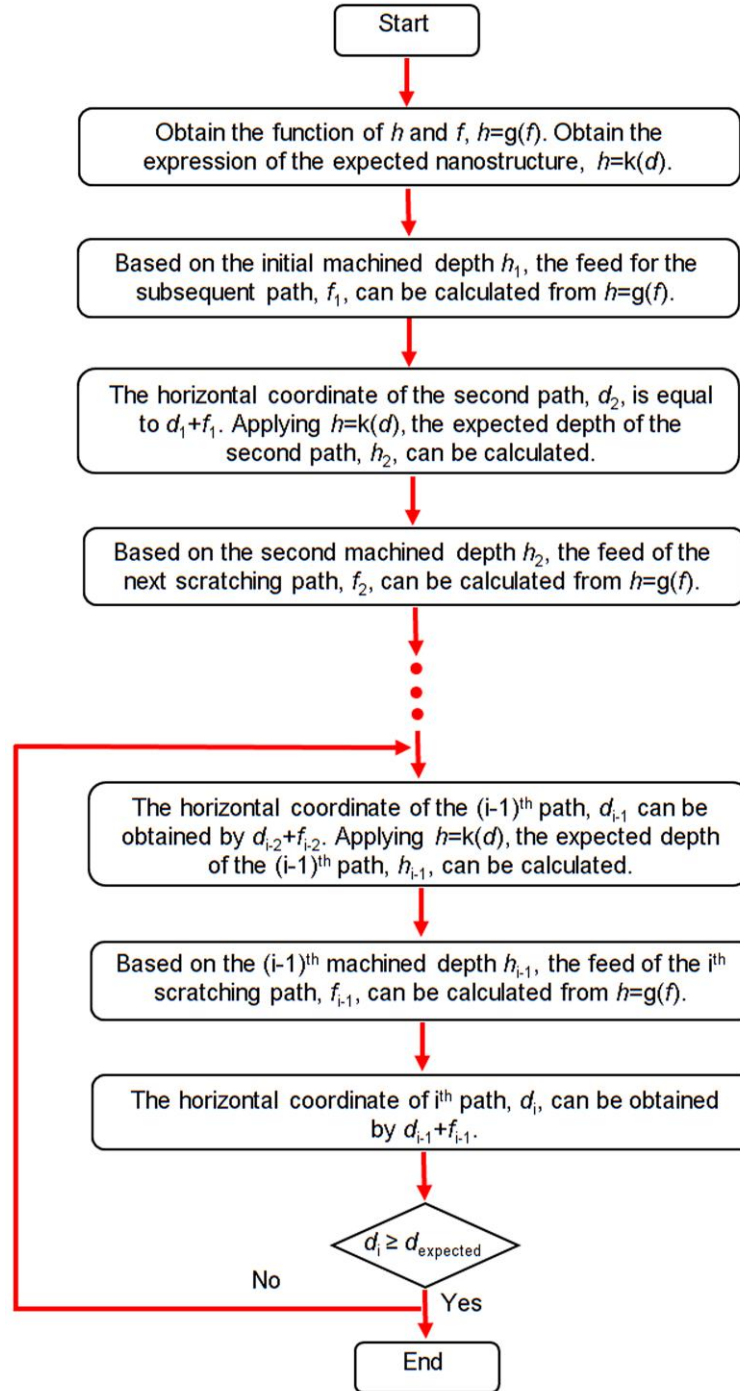 Start
Obtain the function of h and f, h=g(f). Obtain the
expression of the expected nanostructure, h=k(d).
Based on the initial machined depth h₁, the feed for the
subsequent path, f₁, can be calculated from h=g(f).
The horizontal coordinate of the second path, d₂, is equal
to d₁+f₁. Applying h=k(d), the expected depth of the
second path, h₂, can be calculated.
Based on the second machined depth h₂, the feed of the
next scratching path, f₂, can be calculated from h=g(f).
The horizontal coordinate of the (i-1)ᵗʰ path, dᵢ₋₁ can be
obtained by dᵢ₋₂+fᵢ₋₂. Applying h=k(d), the expected depth
of the (i-1)ᵗʰ path, hᵢ₋₁, can be calculated.
Based on the (i-1)ᵗʰ machined depth hᵢ₋₁, the feed of the iᵗʰ
scratching path, fᵢ₋₁, can be calculated from h=g(f).
The horizontal coordinate of iᵗʰ path, dᵢ, can be obtained
by dᵢ₋₁+fᵢ₋₁.
dᵢ ≥ d_expected
No
Yes
End